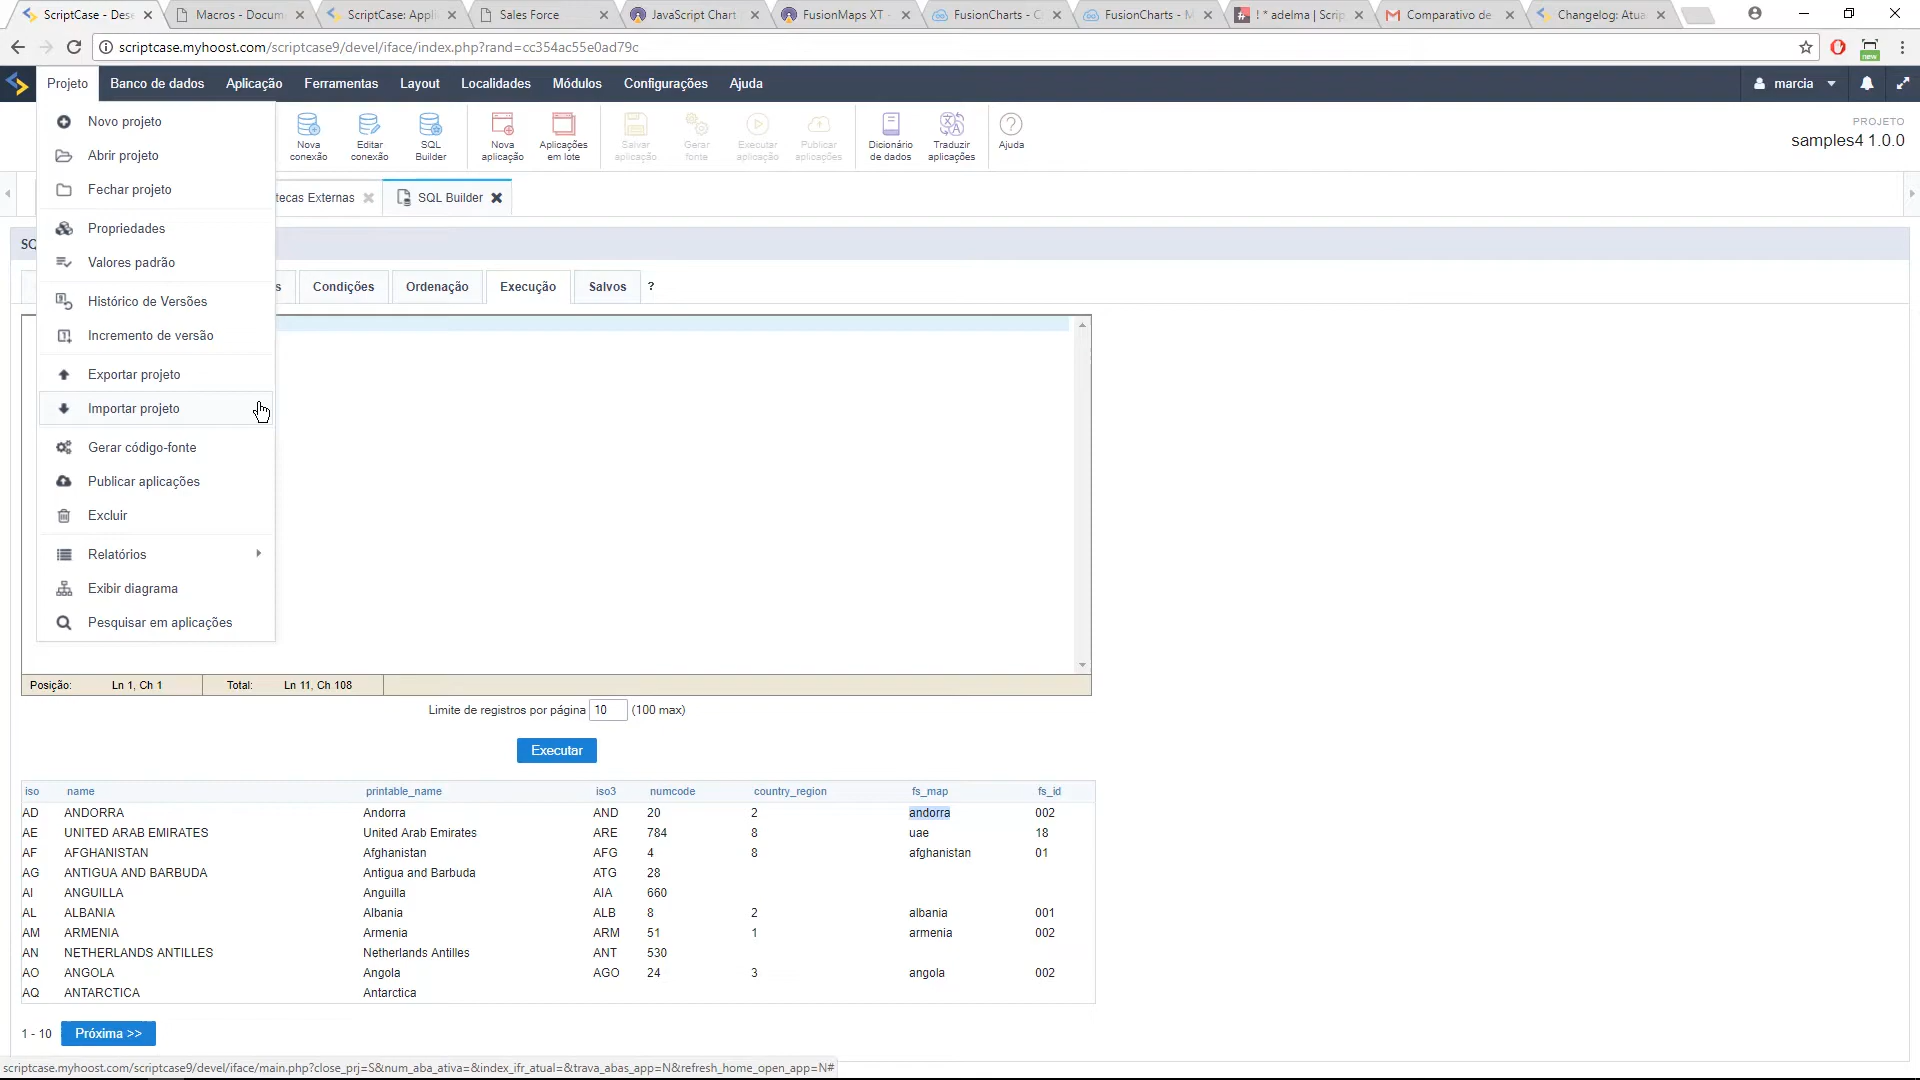 ScriptCase - Des
Macros - Docum
ScriptCase: Appl
Sales Force
JavaScript Chart
FusionMaps XT -
FusionCharts - C
FusionCharts - M
! * adelma | Scrip
Comparativo de
Changelog: Atua
scriptcase.myhoost.com/scriptcase9/devel/iface/index.php?rand=cc354ac55e0ad79c
new
Projeto Banco de dados Aplicação Ferramentas Layout Localidades Módulos Configurações Ajuda marcia
Novo projeto
Abrir projeto
Fechar projeto
Propriedades
Valores padrão
Histórico de Versões
Incremento de versão
Exportar projeto
Importar projeto
Gerar código-fonte
Publicar aplicações
Excluir
Relatórios
Exibir diagrama
Pesquisar em aplicações
Nova conexão
Editar conexão
SQL Builder
Nova aplicação
Aplicações em lote
Salvar aplicação
Gerar fonte
Executar aplicação
Publicar aplicações
Dicionário de dados
Traduzir aplicações
Ajuda
PROJETO
samples4 1.0.0
tecas Externas
SQL Builder
SQ
s Condições Ordenação Execução Salvos ?
Posição: Ln 1, Ch 1 Total: Ln 11, Ch 108
Limite de registros por página 10 (100 max)
Executar
iso name printable_name iso3 numcode country_region fs_map fs_id
AD ANDORRA Andorra AND 20 2 andorra 002
AE UNITED ARAB EMIRATES United Arab Emirates ARE 784 8 uae 18
AF AFGHANISTAN Afghanistan AFG 4 8 afghanistan 01
AG ANTIGUA AND BARBUDA Antigua and Barbuda ATG 28
AI ANGUILLA Anguilla AIA 660
AL ALBANIA Albania ALB 8 2 albania 001
AM ARMENIA Armenia ARM 51 1 armenia 002
AN NETHERLANDS ANTILLES Netherlands Antilles ANT 530
AO ANGOLA Angola AGO 24 3 angola 002
AQ ANTARCTICA Antarctica
1 - 10 Próxima >>
scriptcase.myhoost.com/scriptcase9/devel/iface/main.php?close_prj=S&num_aba_ativa=&index_ifr_atual=&trava_abas_app=N&refresh_home_open_app=N#